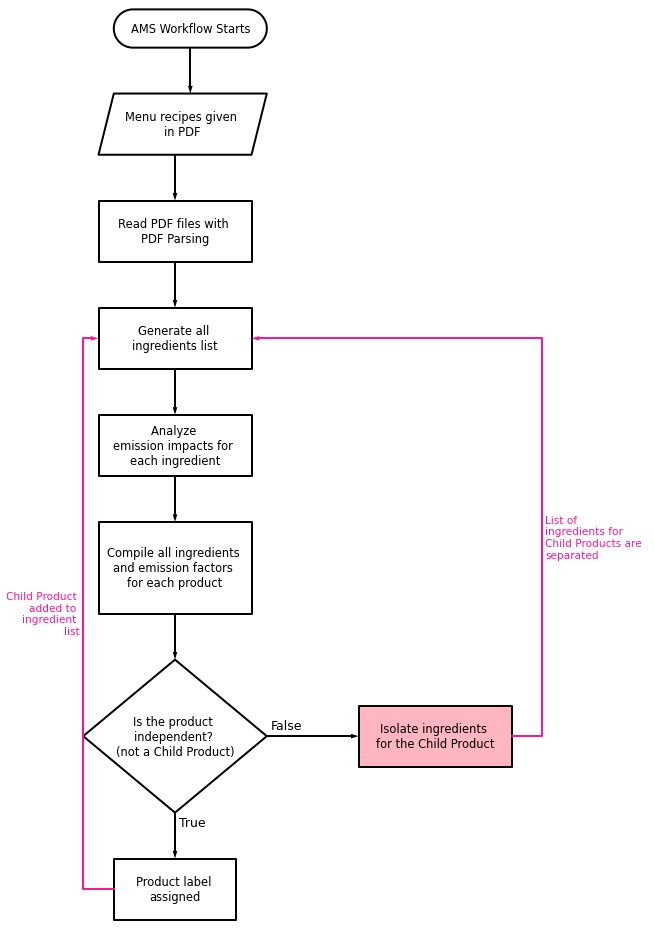 AMS Workflow Starts
Menu recipes given
in PDF
Read PDF files with
PDF Parsing
Generate all
ingredients list
Analyze
emission impacts for
each ingredient
Compile all ingredients
and emission factors
for each product
List of
ingredients for
Child Products are
separated
Child Product
added to
ingredient
list
Is the product
independent?
(not a Child Product)
False
Isolate ingredients
for the Child Product
True
Product label
assigned